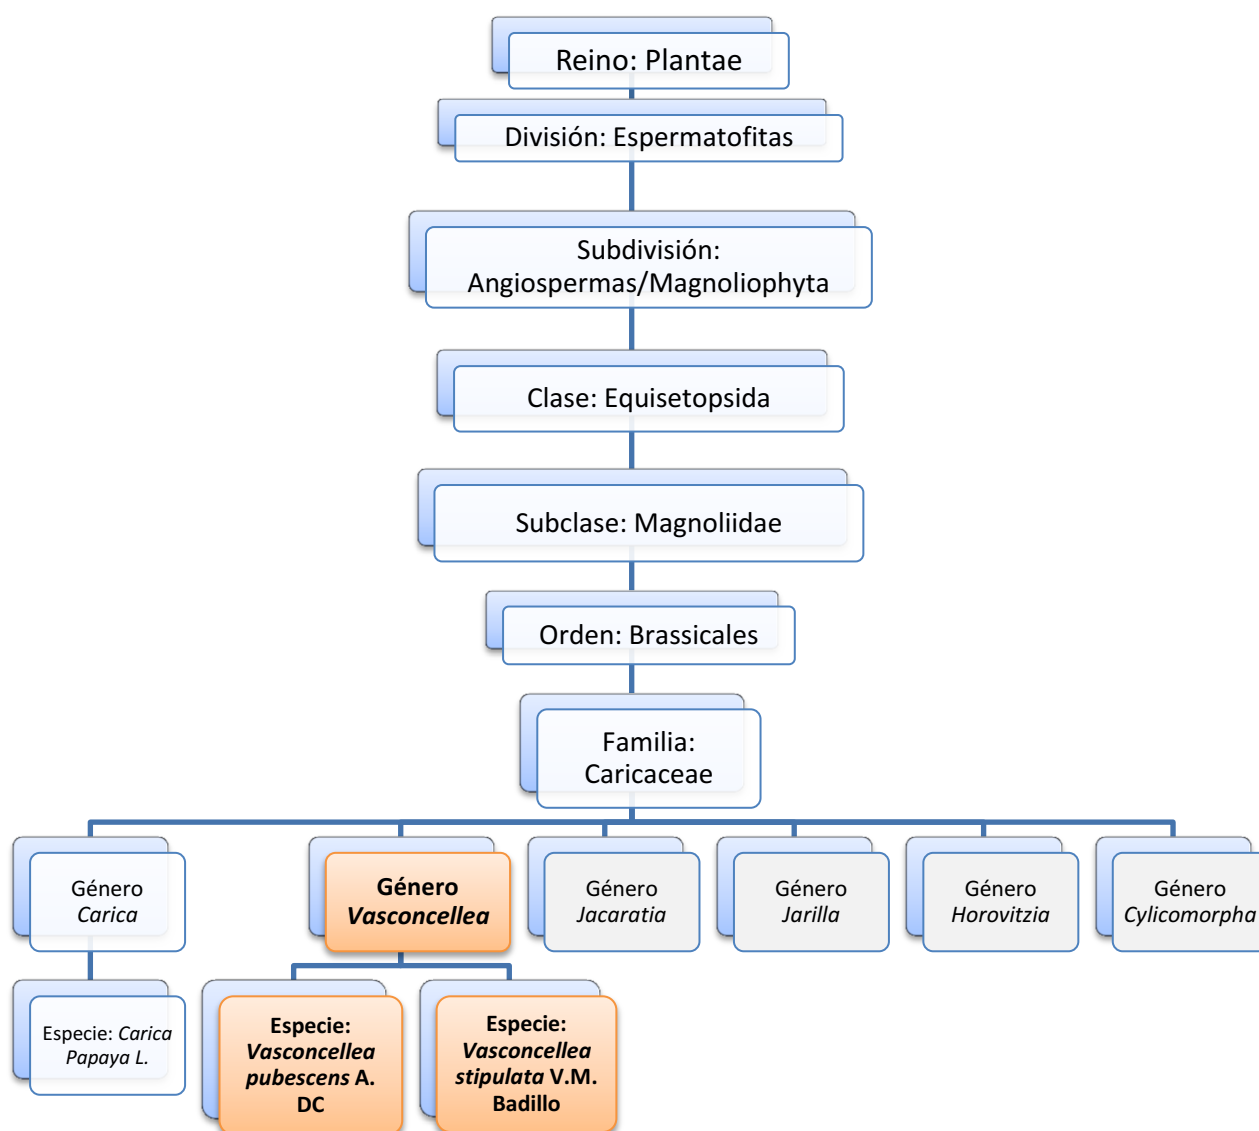 Reino: Plantae
División: Espermatofitas
Subdivisión:
Angiospermas/Magnoliophyta
Clase: Equisetopsida
Subclase: Magnoliidae
Orden: Brassicales
Familia:
Caricaceae
Género
Carica
Género
Vasconcellea
Género
Jacaratia
Género
Jarilla
Género
Horovitzia
Género
Cylicomorpha
Especie: Carica
Papaya L.
Especie:
Vasconcellea
pubescens A.
DC
Especie:
Vasconcellea
stipulata V.M.
Badillo